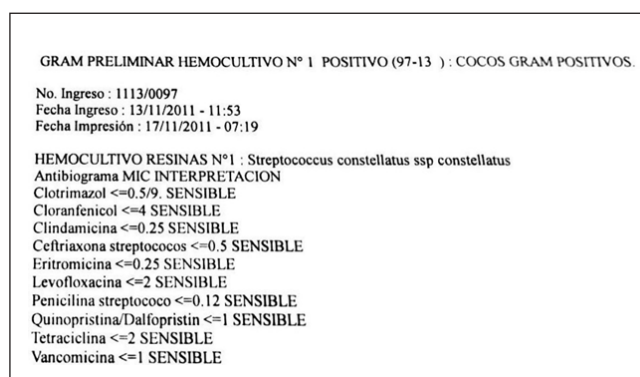 GRAM PRELIMINAR HEMOCULTIVO N° 1 POSITIVO (97-13 ) : COCOS GRAM POSITIVOS.
No. Ingreso : 1113/0097
Fecha Ingreso : 13/11/2011 - 11:53
Fecha Impresión : 17/11/2011 - 07:19
HEMOCULTIVO RESINAS N°1 : Streptococcus constellatus ssp constellatus
Antibiograma MIC INTERPRETACION
Clotrimazol <=0.5/9. SENSIBLE
Cloranfenicol <=4 SENSIBLE
Clindamicina <=0.25 SENSIBLE
Ceftriaxona streptococos <=0.5 SENSIBLE
Eritromicina <=0.25 SENSIBLE
Levofloxacina <=2 SENSIBLE
Penicilina streptococo <=0.12 SENSIBLE
Quinopristina/Dalfopristin <=1 SENSIBLE
Tetraciclina <=2 SENSIBLE
Vancomicina <=1 SENSIBLE